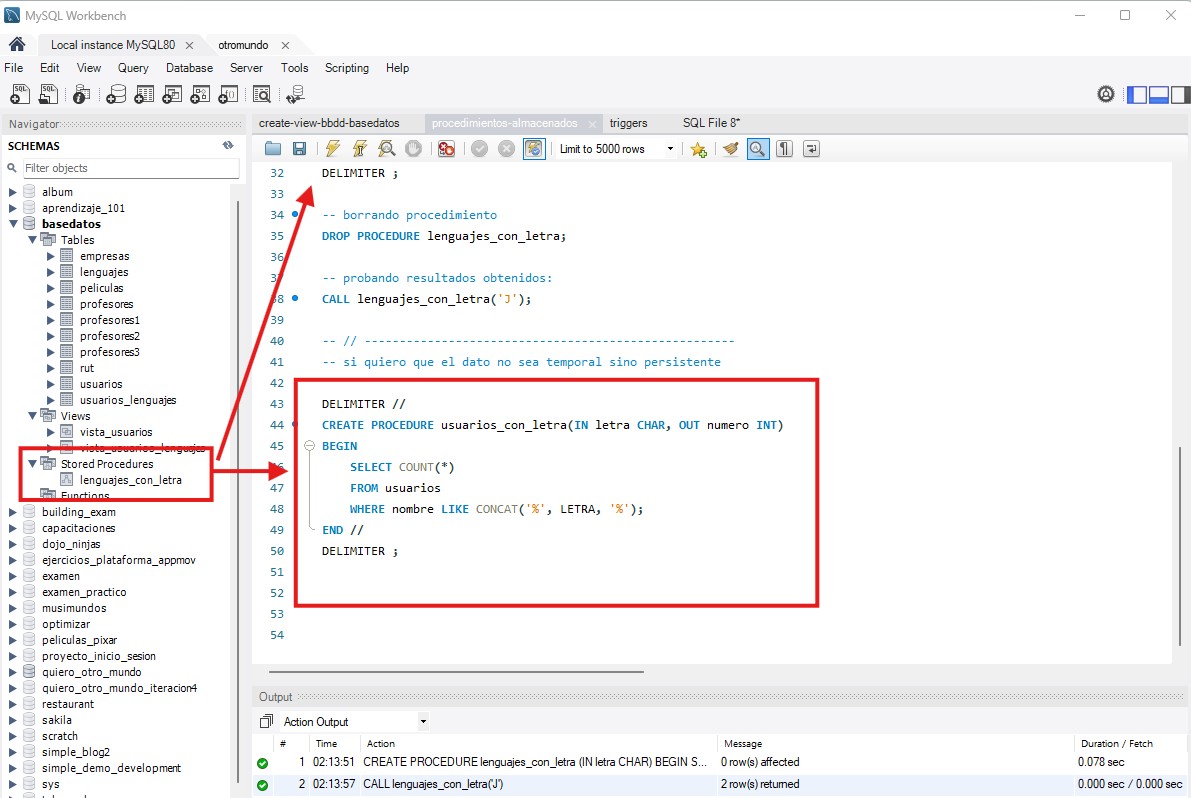 MySQL Workbench
Local instance MySQL80
otromundo
File Edit View Query Database Server Tools Scripting Help
Navigator
SCHEMAS
Filter objects
album
aprendizaje_101
basedatos
Tables
empresas
lenguajes
peliculas
profesores
profesores1
profesores2
profesores3
rut
usuarios
usuarios_lenguajes
Views
vista_usuarios
vista_usuarios_lenguajes
Stored Procedures
lenguajes_con_letra
Functions
building_exam
capacitaciones
dojo_ninjas
ejercicios_plataforma_appmov
examen
examen_practico
musimundos
optimizar
peliculas_pixar
proyecto_inicio_sesion
quiero_otro_mundo
quiero_otro_mundo_iteracion4
restaurant
sakila
scratch
simple_blog2
simple_demo_development
sys
create-view-bbdd-basedatos procedimientos-almacenados triggers SQL File 8*
Limit to 5000 rows
32 DELIMITER ;
33
34 -- borrando procedimiento
35 DROP PROCEDURE lenguajes_con_letra;
36
37 -- probando resultados obtenidos:
38 CALL lenguajes_con_letra('J');
39
40 -- // ----------------------------------------------------
41 -- si quiero que el dato no sea temporal sino persistente
42
43 DELIMITER //
44 CREATE PROCEDURE usuarios_con_letra(IN letra CHAR, OUT numero INT)
45 BEGIN
46 SELECT COUNT(*)
47 FROM usuarios
48 WHERE nombre LIKE CONCAT('%', LETRA, '%');
49 END //
50 DELIMITER ;
51
52
53
54
Output
Action Output
# Time Action Message Duration / Fetch
1 02:13:51 CREATE PROCEDURE lenguajes_con_letra (IN letra CHAR) BEGIN S... 0 row(s) affected 0.078 sec
2 02:13:57 CALL lenguajes_con_letra('J') 2 row(s) returned 0.000 sec / 0.000 sec